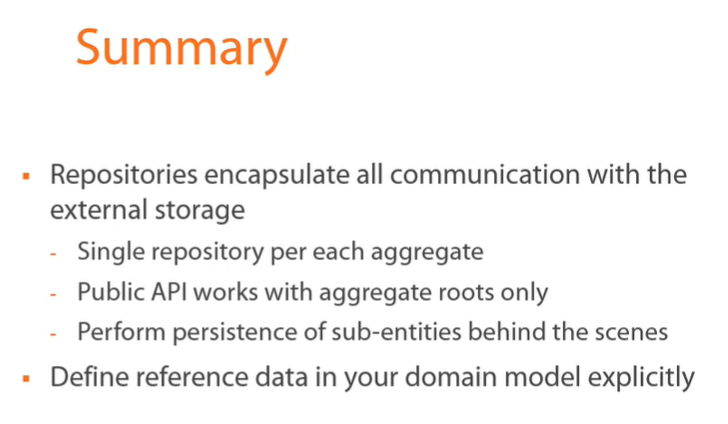 Summary
▪ Repositories encapsulate all communication with the
external storage
- Single repository per each aggregate
- Public API works with aggregate roots only
- Perform persistence of sub-entities behind the scenes
▪ Define reference data in your domain model explicitly